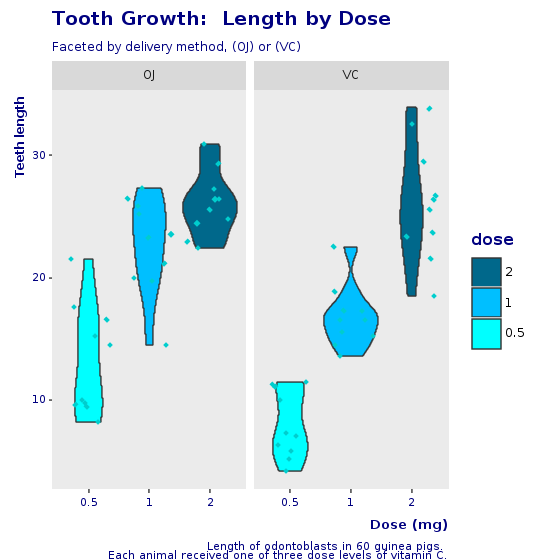 Tooth Growth:  Length by Dose
Faceted by delivery method, (OJ) or (VC)
OJ
VC
Teeth length
30
20
10
0.5
1
2
0.5
1
2
Dose (mg)
dose
2
1
0.5
Length of odontoblasts in 60 guinea pigs.
Each animal received one of three dose levels of vitamin C.